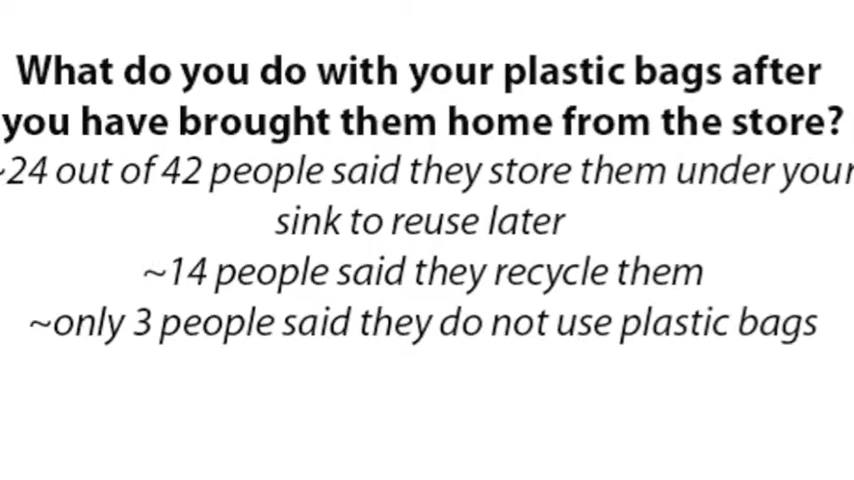 What do you do with your plastic bags after
you have brought them home from the store?
~24 out of 42 people said they store them under your
sink to reuse later
~14 people said they recycle them
~only 3 people said they do not use plastic bags